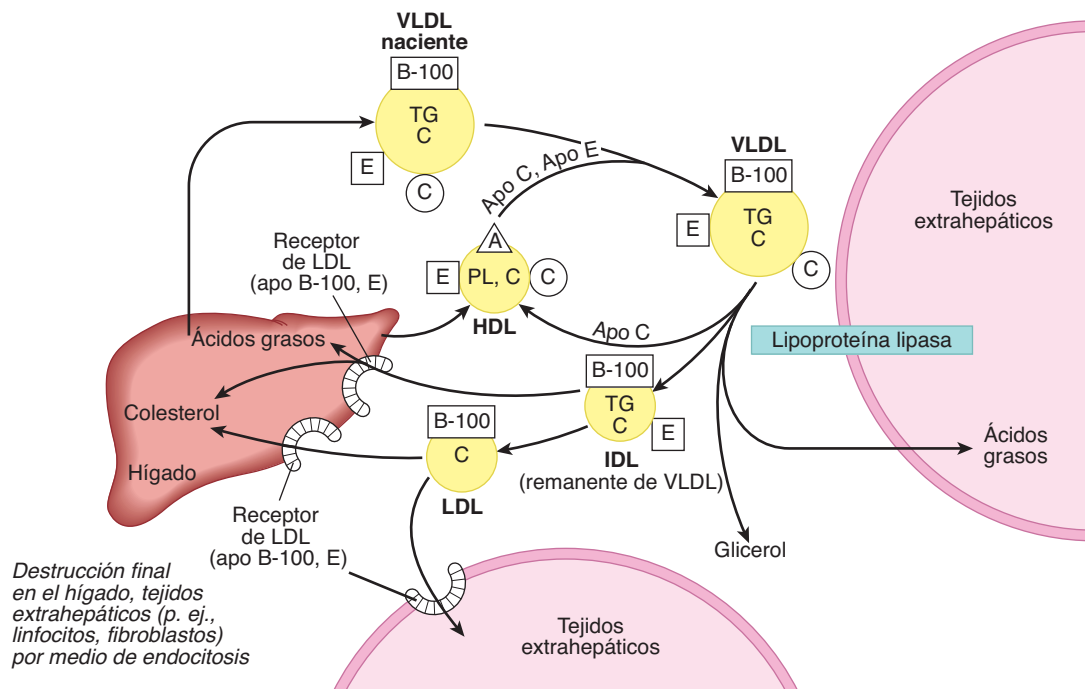 VLDL
naciente
B-100
TG
C
E
C
Apo C, Apo E
VLDL
B-100
TG
C
E
C
Tejidos
extrahepáticos
Receptor
de LDL
(apo B-100, E)
A
E
PL, C
C
HDL
Apo C
Lipoproteína lipasa
Ácidos grasos
Colesterol
Hígado
B-100
TG
C
E
IDL
(remanente de VLDL)
B-100
C
LDL
Ácidos
grasos
Glicerol
Receptor
de LDL
(apo B-100, E)
Destrucción final
en el hígado, tejidos
extrahepáticos (p. ej.,
linfocitos, fibroblastos)
por medio de endocitosis
Tejidos
extrahepáticos